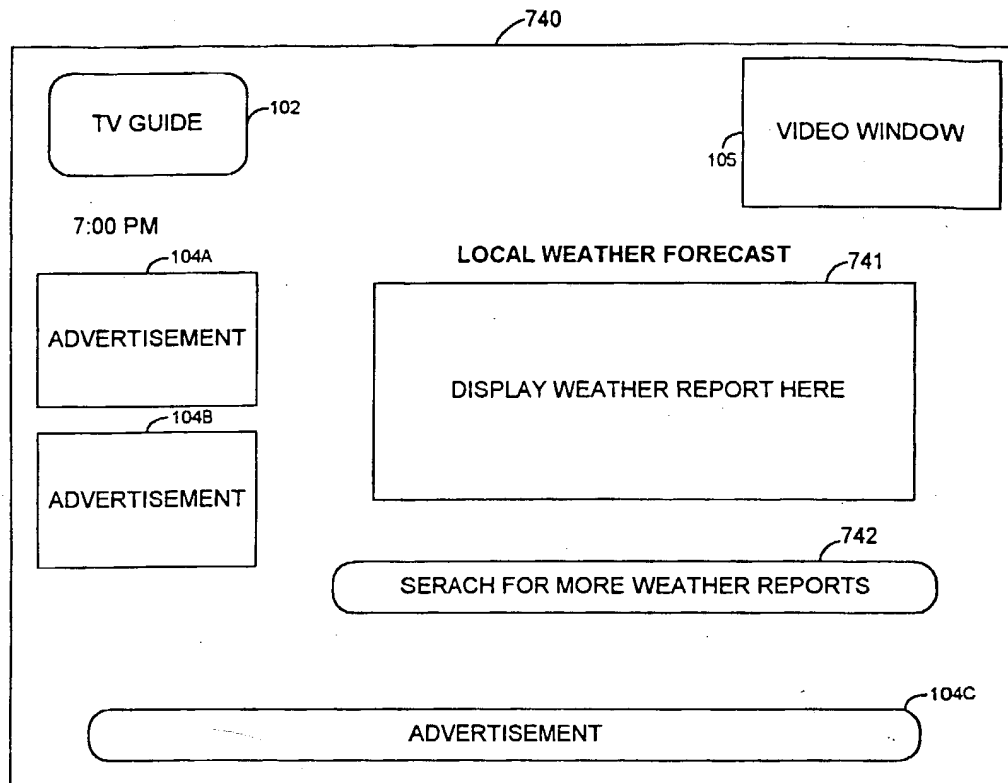 740
TV GUIDE
102
VIDEO WINDOW
105
7:00 PM
LOCAL WEATHER FORECAST
104A
741
ADVERTISEMENT
DISPLAY WEATHER REPORT HERE
104B
ADVERTISEMENT
742
SERACH FOR MORE WEATHER REPORTS
104C
ADVERTISEMENT